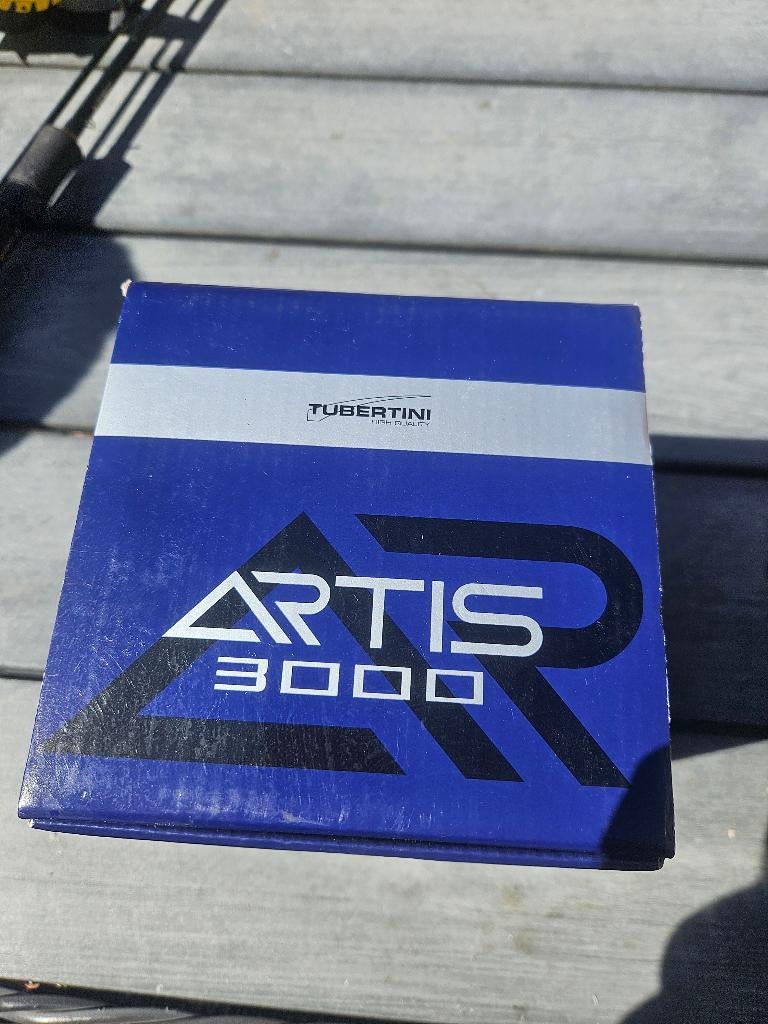 TUBERTINI
HIGH QUALITY
ARTIS
3000